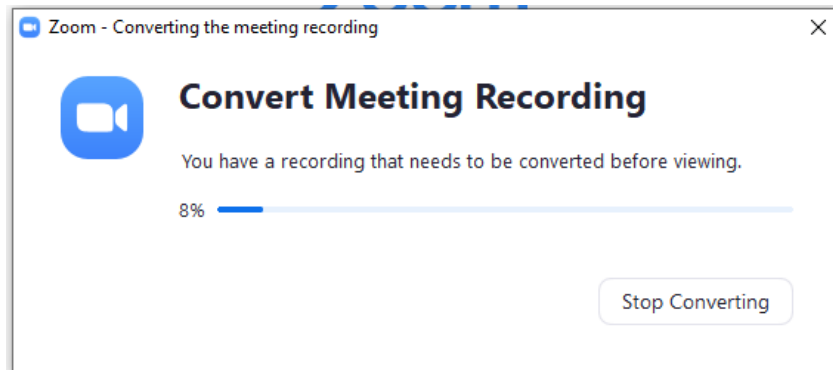 Zoom - Converting the meeting recording
Convert Meeting Recording
You have a recording that needs to be converted before viewing.
8%
Stop Converting